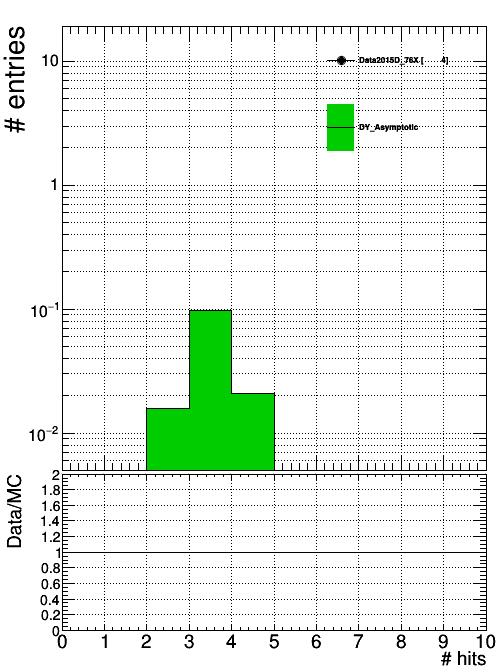 # entries
10
1
10⁻¹
10⁻²
Data2015D_76X [ 4]
DY_Asymptotic
Data/MC
2
1.8
1.6
1.4
1.2
1
0.8
0.6
0.4
0.2
0
0 1 2 3 4 5 6 7 8 9 10
# hits